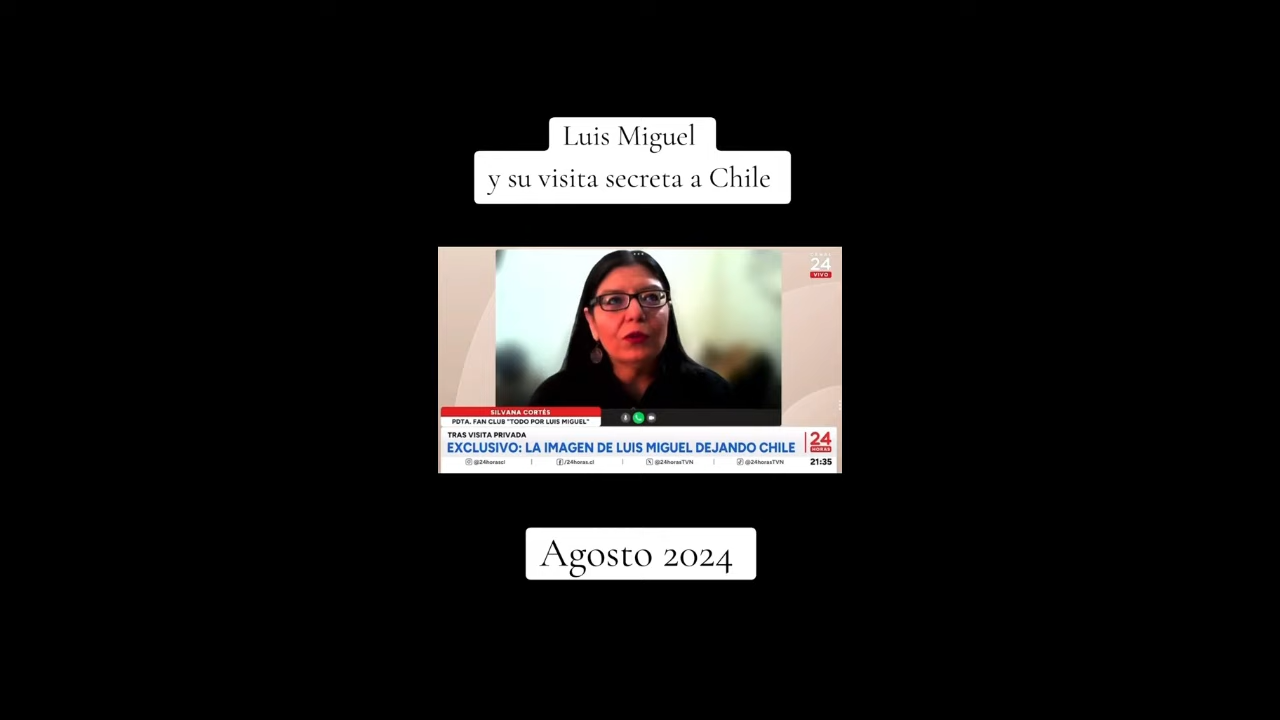 Luis Miguel
y su visita secreta a Chile
24
VIVO
SILVANA CORTÉS
PDTA. FAN CLUB "TODO POR LUIS MIGUEL"
TRAS VISITA PRIVADA
EXCLUSIVO: LA IMAGEN DE LUIS MIGUEL DEJANDO CHILE
24
HORAS
@24horascl
/24horas.cl
@24horasTVN
@24horasTVN
21:35
Agosto 2024